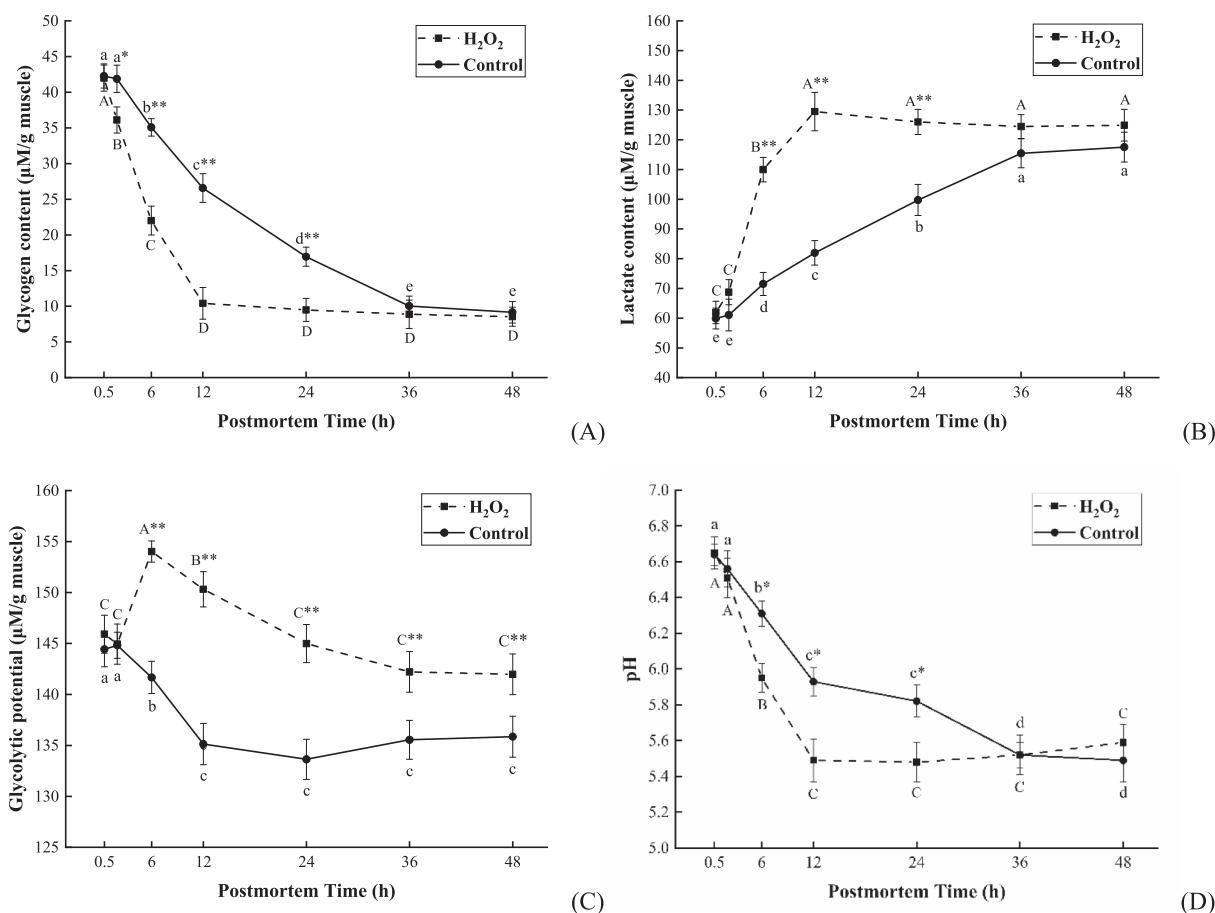 50
45
40
35
30
25
20
15
10
5
0
Glycogen content (μM/g muscle)
H₂O₂
Control
a a*
A
B
b**
C
c**
D
d**
D
e
D
e
D
0.5 6 12 24 36 48
Postmortem Time (h)
(A)
160
150
140
130
120
110
100
90
80
70
60
50
40
Lactate content (μM/g muscle)
H₂O₂
Control
C C
e e
B**
d
A**
c
A**
b
A
a
A
a
0.5 6 12 24 36 48
Postmortem Time (h)
(B)
160
155
150
145
143
135
133
125
Glycolytic potential (μM/g muscle)
H₂O₂
Control
C C
a a
A**
b
B**
c
C**
c
C**
c
C**
c
0.5 6 12 24 36 48
Postmortem Time (h)
(C)
7.0
6.8
6.6
6.4
6.2
6.0
5.8
5.6
5.4
5.2
5.0
pH
H₂O₂
Control
a a
A A
b*
B
c*
C
c*
C
d
C
C
d
0.5 6 12 24 36 48
Postmortem Time (h)
(D)